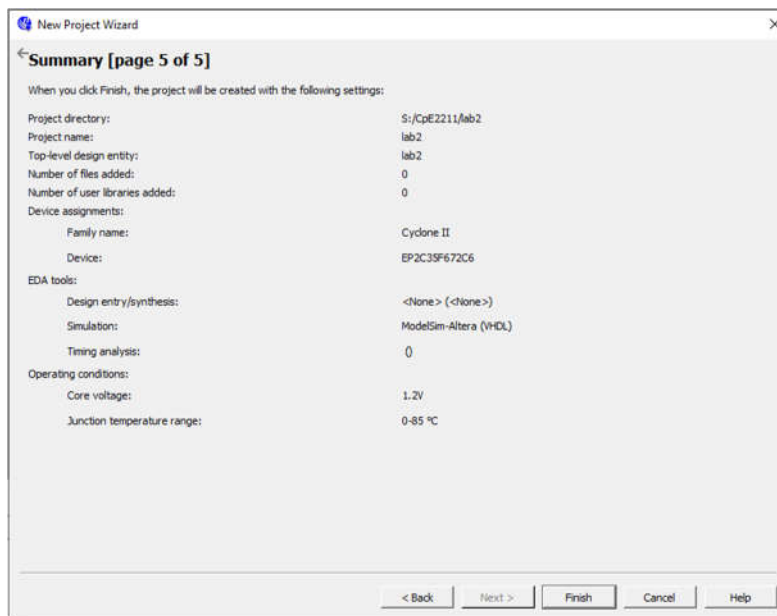 New Project Wizard
Summary [page 5 of 5]
When you click Finish, the project will be created with the following settings:
Project directory: S:/CpE2211/lab2
Project name: lab2
Top-level design entity: lab2
Number of files added: 0
Number of user libraries added: 0
Device assignments:
Family name: Cyclone II
Device: EP2C35F672C6
EDA tools:
Design entry/synthesis: <None> (<None>)
Simulation: ModelSim-Altera (VHDL)
Timing analysis: ()
Operating conditions:
Core voltage: 1.2V
Junction temperature range: 0-85 ºC
< Back Next > Finish Cancel Help